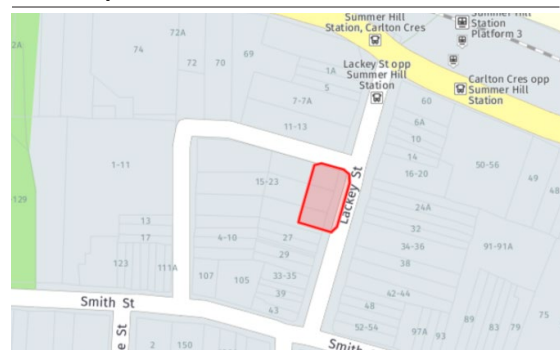 Summer Hill
Station, Carlton Cres
Summer Hill
Station
Platform 3
72A
2A
74
72
70
69
1A
5
Lackey St opp
Summer Hill
Station
Carlton Cres opp
Summer Hill
Station
7-7A
60
6A
10
11-13
14
16-20
50-56
49
48
1-11
15-23
Lackey St
129
24A
32
13
17
4-10
27
34-36
91-91A
29
38
123
111A
107
105
33-35
39
42-44
43
48
Smith St
52-54
97A
93
89
83
79
75
e St
2
150
Smith